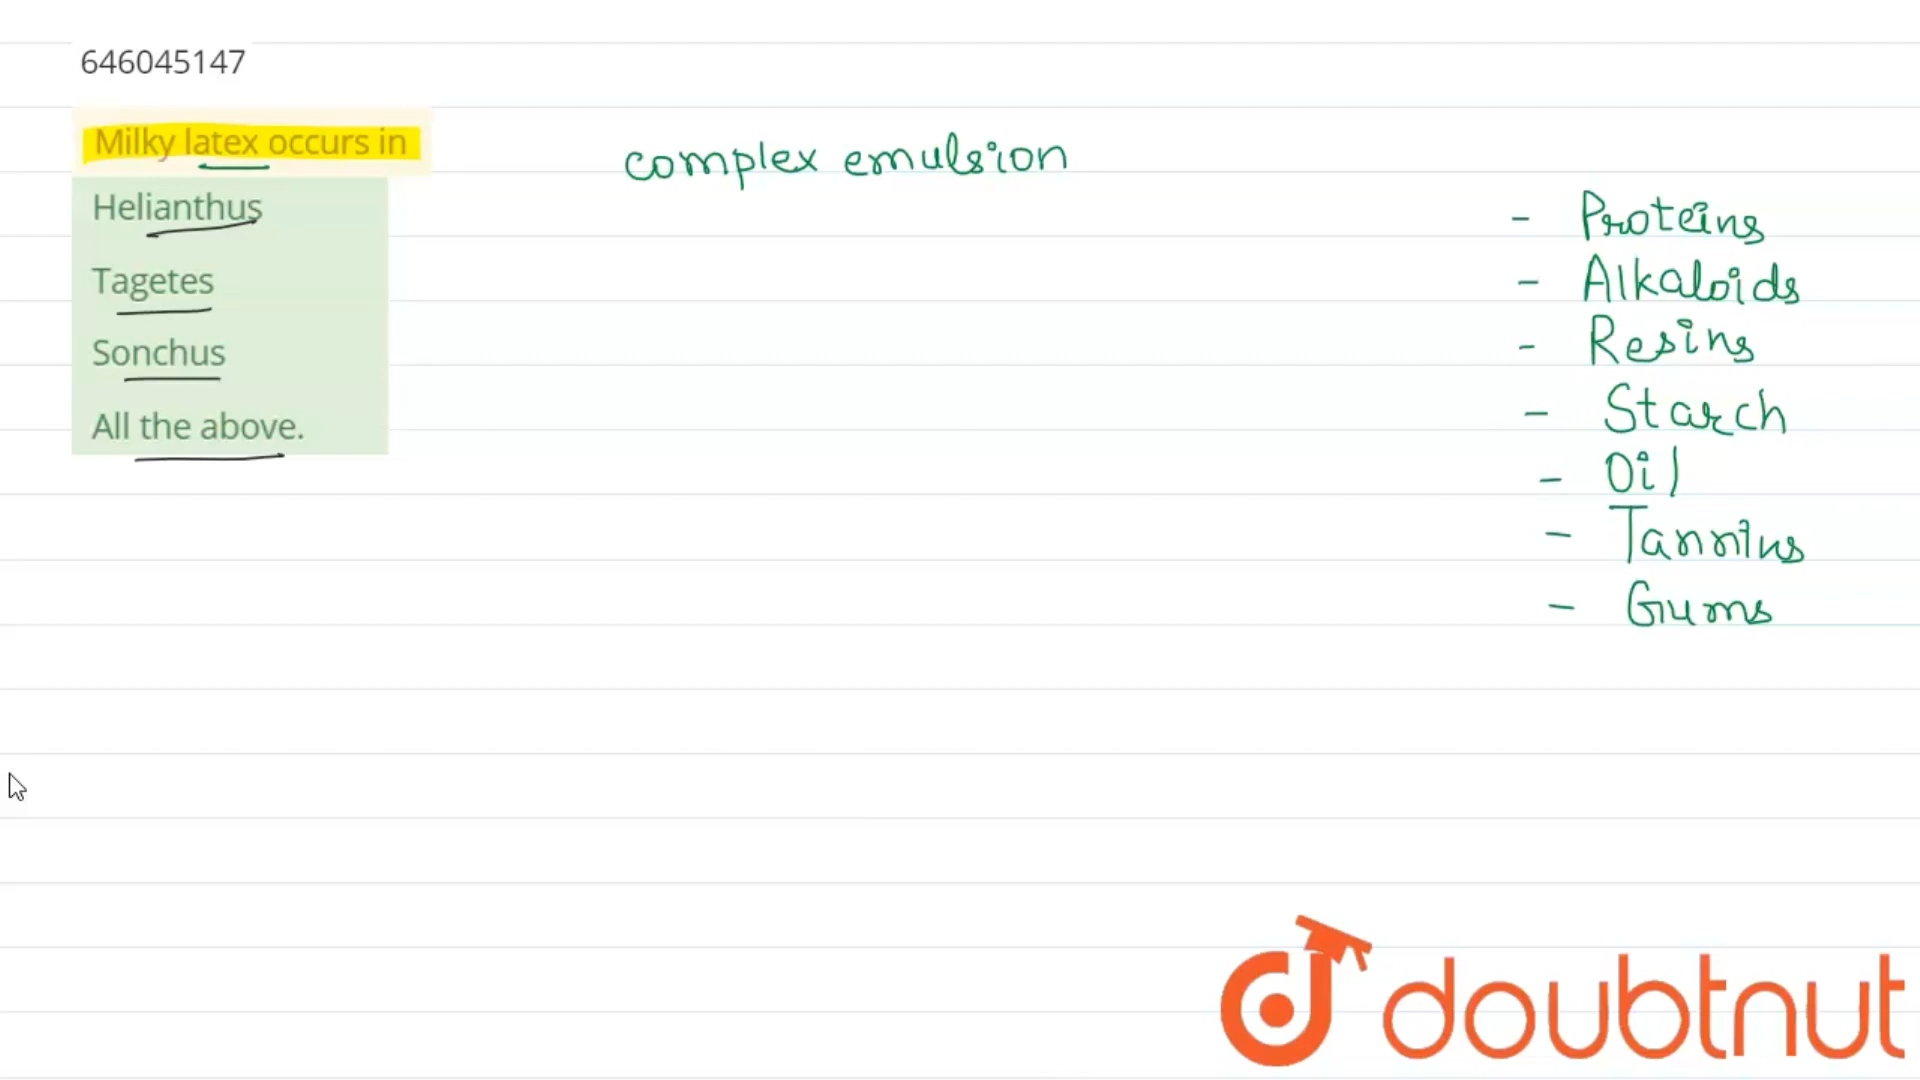 646045147
Milky latex occurs in
complex emulsion
Helianthus
Tagetes
Sonchus
All the above.
- Proteins
- Alkaloids
- Resins
- Starch
- Oil
- Tannins
- Gums
doubtnut